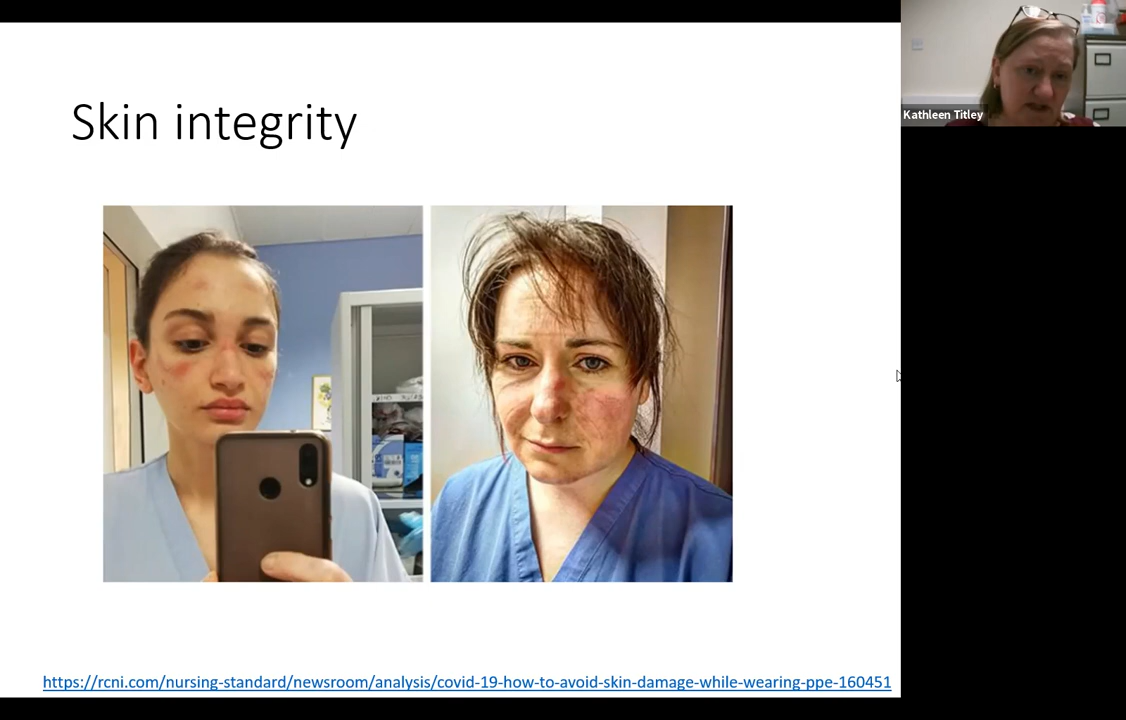 Skin integrity
Kathleen Titley
https://rcni.com/nursing-standard/newsroom/analysis/covid-19-how-to-avoid-skin-damage-while-wearing-ppe-160451